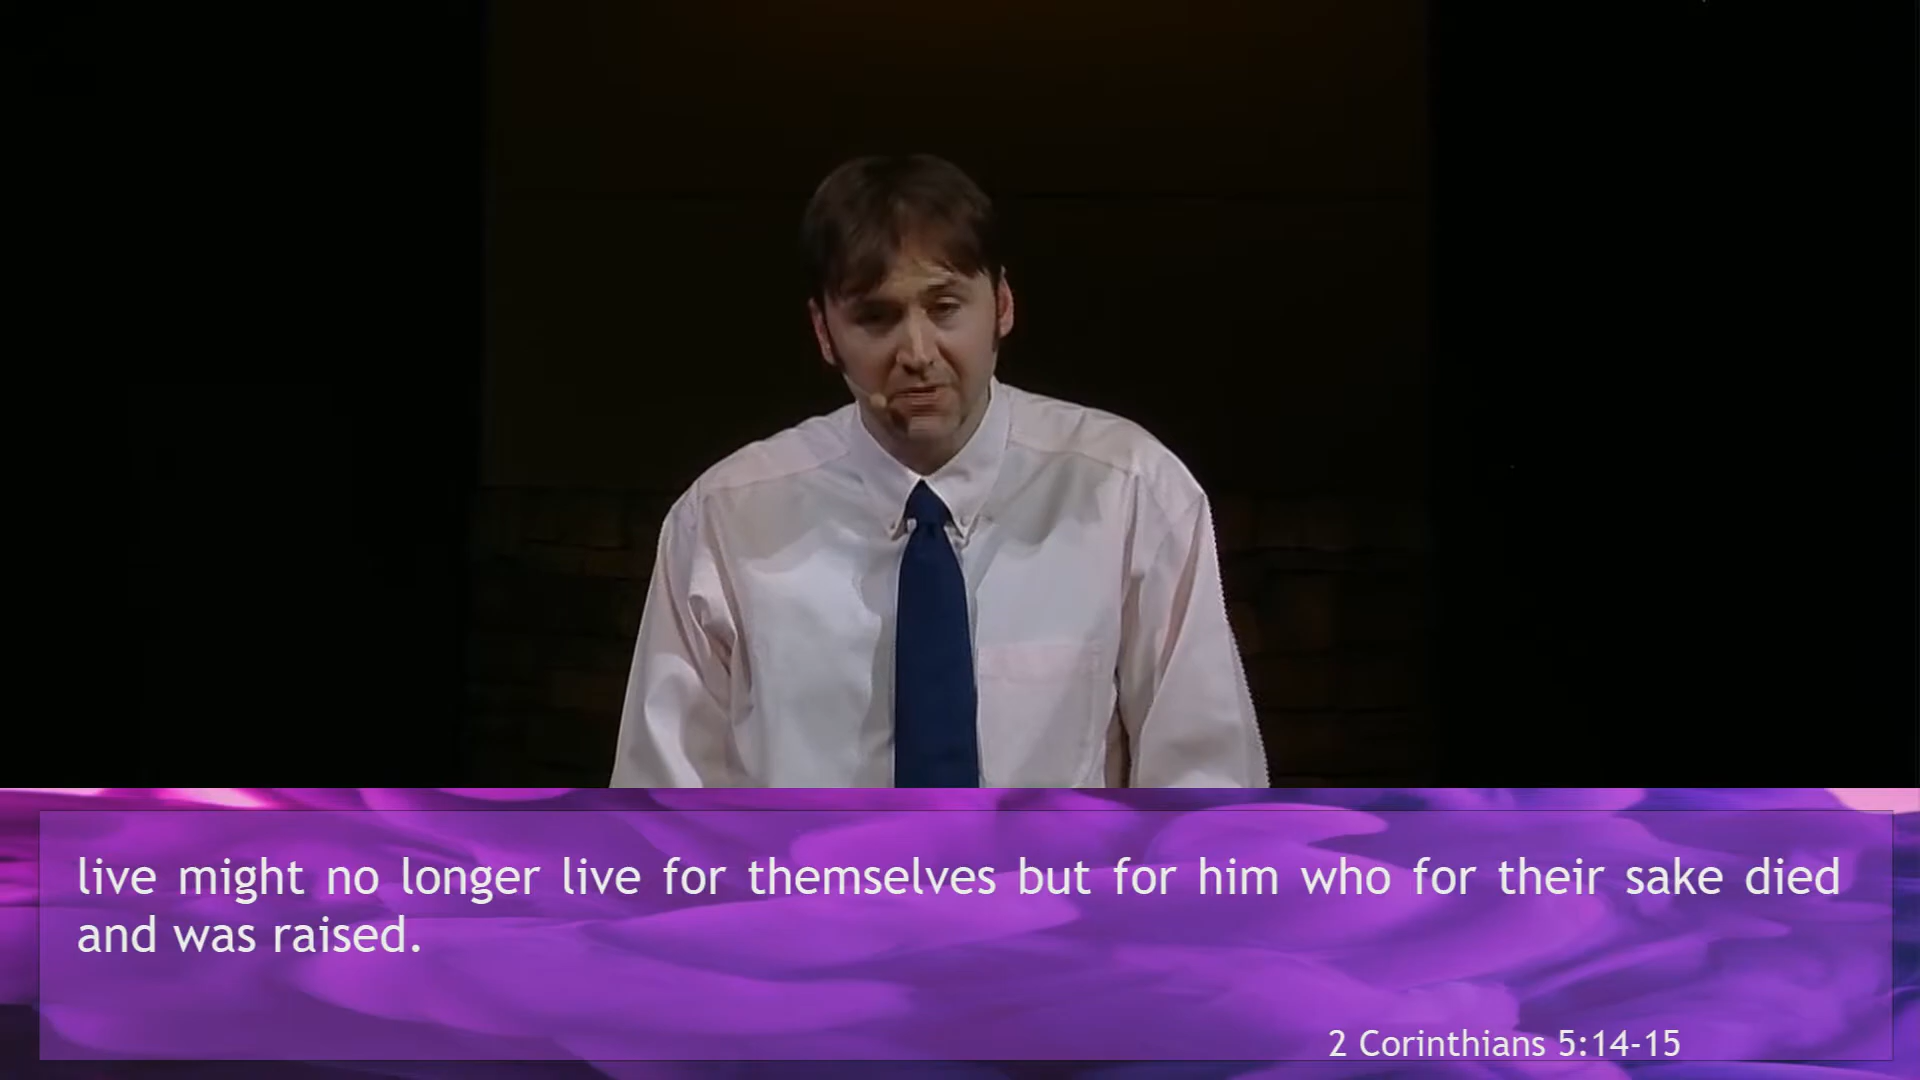 live might no longer live for themselves but for him who for their sake died
and was raised.
2 Corinthians 5:14-15